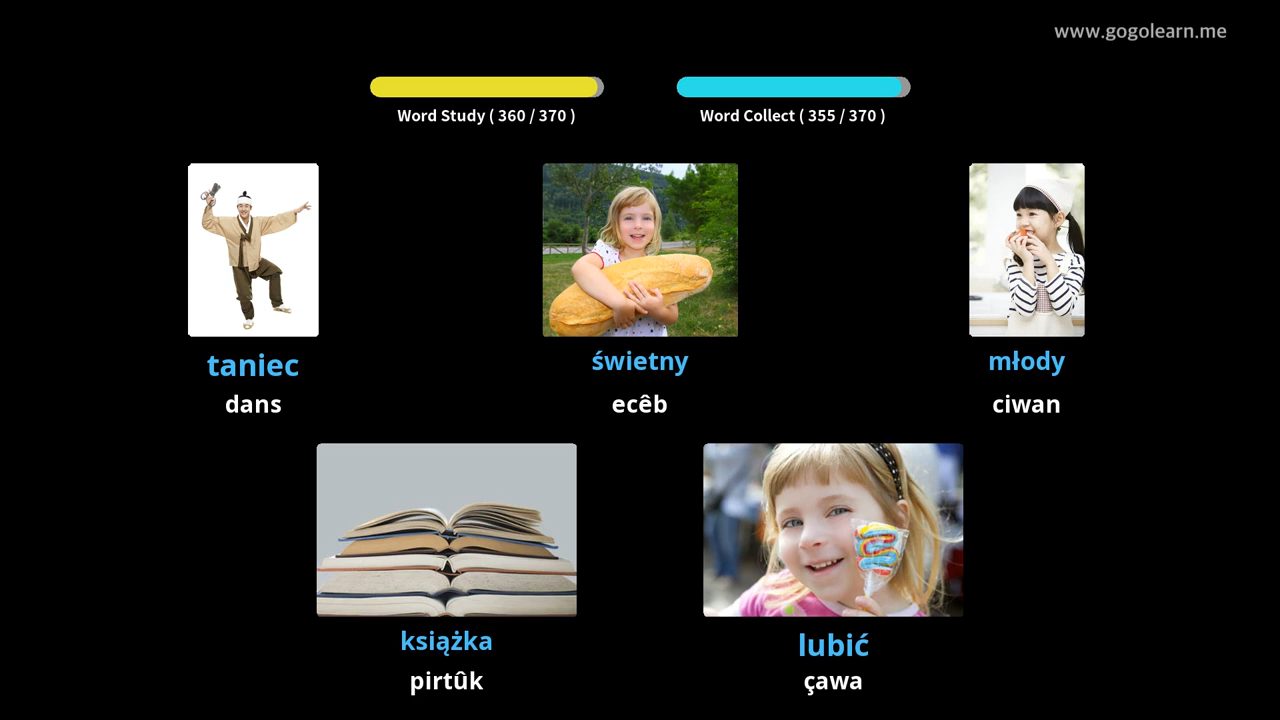 www.gogolearn.me
Word Study ( 360 / 370 )
Word Collect ( 355 / 370 )
taniec
dans
świetny
ecêb
młody
ciwan
książka
pirtûk
lubić
çawa